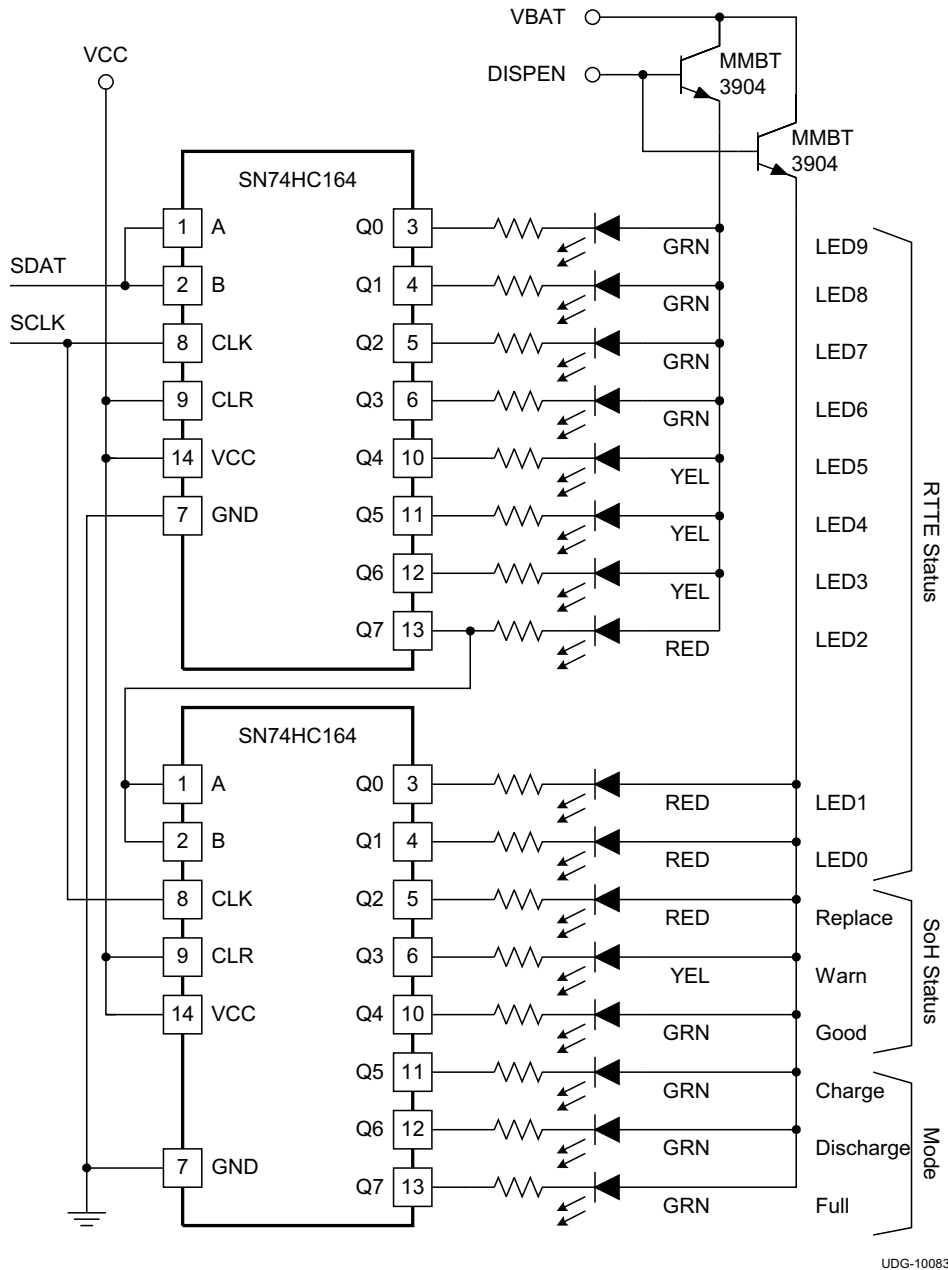 VBAT
VCC
DISPEN
MMBT
3904
MMBT
3904
SN74HC164
1 A Q0 3 GRN LED9
SDAT
2 B Q1 4 GRN LED8
SCLK
8 CLK Q2 5 GRN LED7
9 CLR Q3 6 GRN LED6
14 VCC Q4 10 YEL LED5
7 GND Q5 11 YEL LED4
Q6 12 YEL LED3
Q7 13 RED LED2
RTTE Status
SN74HC164
1 A Q0 3 RED LED1
2 B Q1 4 RED LED0
8 CLK Q2 5 RED Replace
9 CLR Q3 6 YEL Warn
14 VCC Q4 10 GRN Good
SoH Status
Q5 11 GRN Charge
Q6 12 GRN Discharge
7 GND Q7 13 GRN Full
Mode
UDG-10083